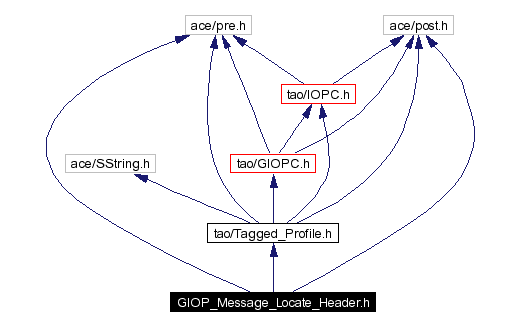 ace/pre.h
ace/post.h
tao/IOPC.h
ace/SString.h
tao/GIOPC.h
tao/Tagged_Profile.h
GIOP_Message_Locate_Header.h